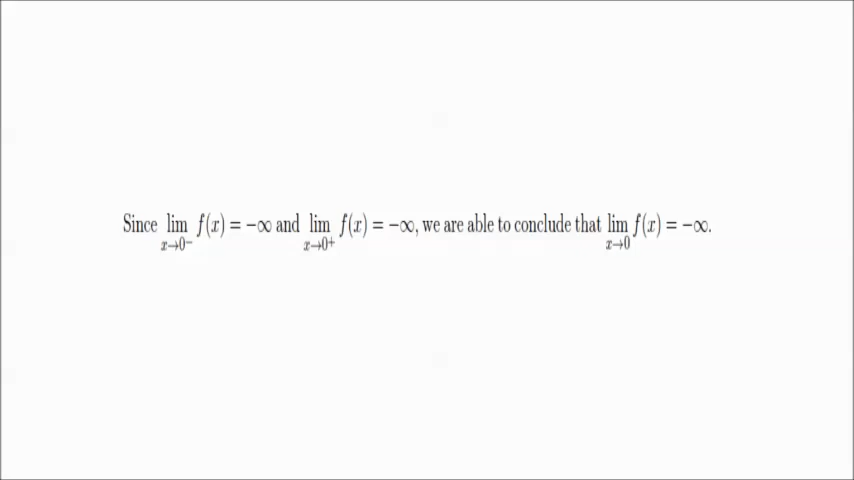 Since lim_{x→0⁻} f(x) = −∞ and lim_{x→0⁺} f(x) = −∞, we are able to conclude that lim_{x→0} f(x) = −∞.